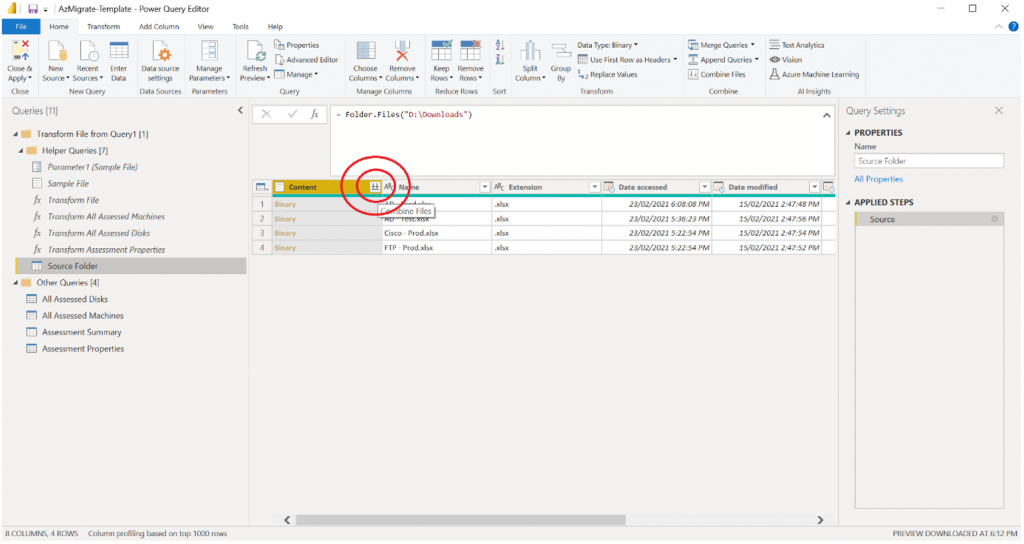 AzMigrate-Template - Power Query Editor
File Home Transform Add Column View Tools Help
Close & Apply
New Source
Recent Sources
Enter Data
Data source settings
Manage Parameters
Refresh Preview
Properties
Advanced Editor
Manage
Choose Columns
Remove Columns
Keep Rows
Remove Rows
Split Column
Group By
Data Type: Binary
Use First Row as Headers
Replace Values
Merge Queries
Append Queries
Combine Files
Text Analytics
Vision
Azure Machine Learning
Close New Query Data Sources Parameters Query Manage Columns Reduce Rows Sort Transform Combine AI Insights
Queries [11]
Transform File from Query1 [1]
Helper Queries [7]
Parameter1 (Sample File)
Sample File
fx Transform File
fx Transform All Assessed Machines
fx Transform All Assessed Disks
fx Transform Assessment Properties
Source Folder
Other Queries [4]
All Assessed Disks
All Assessed Machines
Assessment Summary
Assessment Properties
fx = Folder.Files("D:\Downloads")
Content Name Extension Date accessed Date modified
1 Binary AD - Prod.xlsx .xlsx 23/02/2021 6:08:08 PM 15/02/2021 2:47:48 PM
Combine Files
2 Binary AD - Test.xlsx .xlsx 23/02/2021 5:36:23 PM 15/02/2021 2:47:56 PM
3 Binary Cisco - Prod.xlsx .xlsx 23/02/2021 5:22:54 PM 15/02/2021 2:47:54 PM
4 Binary FTP - Prod.xlsx .xlsx 23/02/2021 5:22:54 PM 15/02/2021 2:47:52 PM
Query Settings
PROPERTIES
Name
Source Folder
All Properties
APPLIED STEPS
Source
8 COLUMNS, 4 ROWS Column profiling based on top 1000 rows
PREVIEW DOWNLOADED AT 6:12 PM